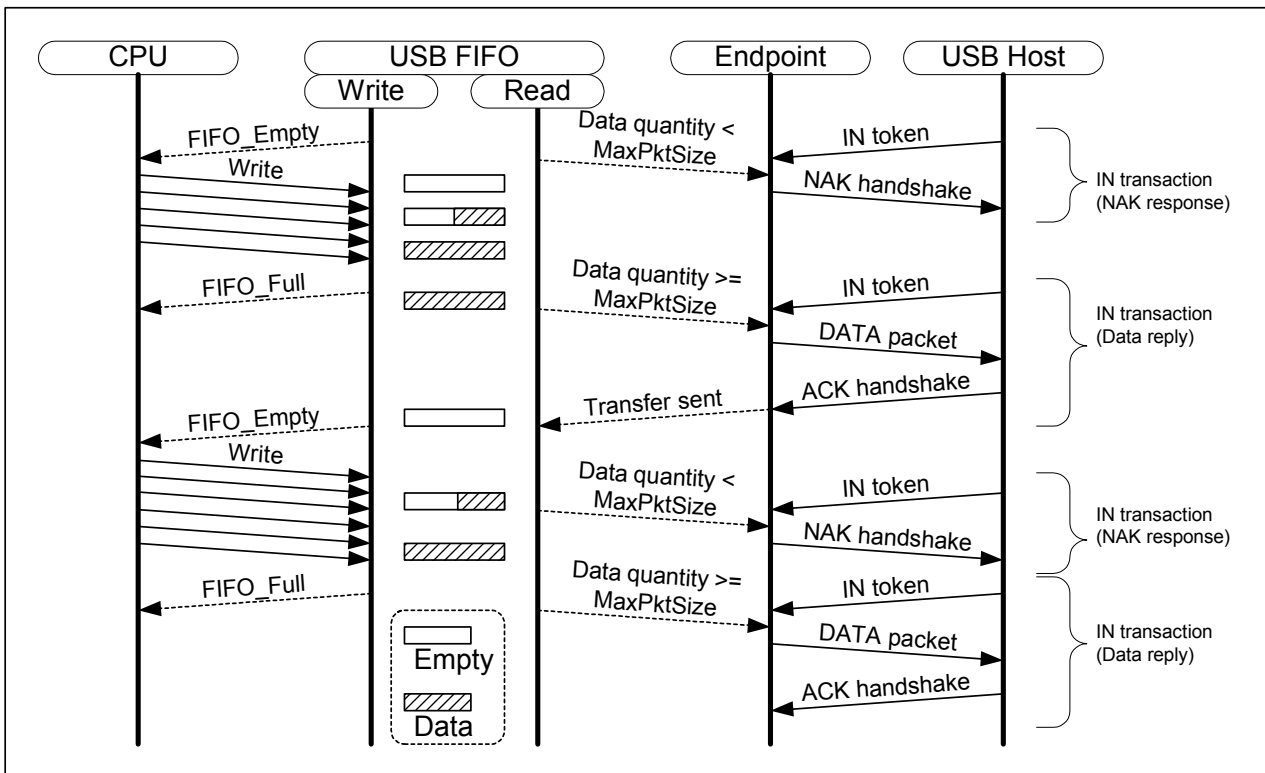 CPU
USB FIFO
Endpoint
USB Host
Write
Read
FIFO_Empty
Data quantity <
MaxPktSize
IN token
Write
NAK handshake
IN transaction
(NAK response)
FIFO_Full
Data quantity >=
MaxPktSize
IN token
DATA packet
IN transaction
(Data reply)
ACK handshake
Transfer sent
FIFO_Empty
Write
Data quantity <
MaxPktSize
IN token
NAK handshake
IN transaction
(NAK response)
FIFO_Full
Data quantity >=
MaxPktSize
IN token
DATA packet
IN transaction
(Data reply)
ACK handshake
Empty
Data